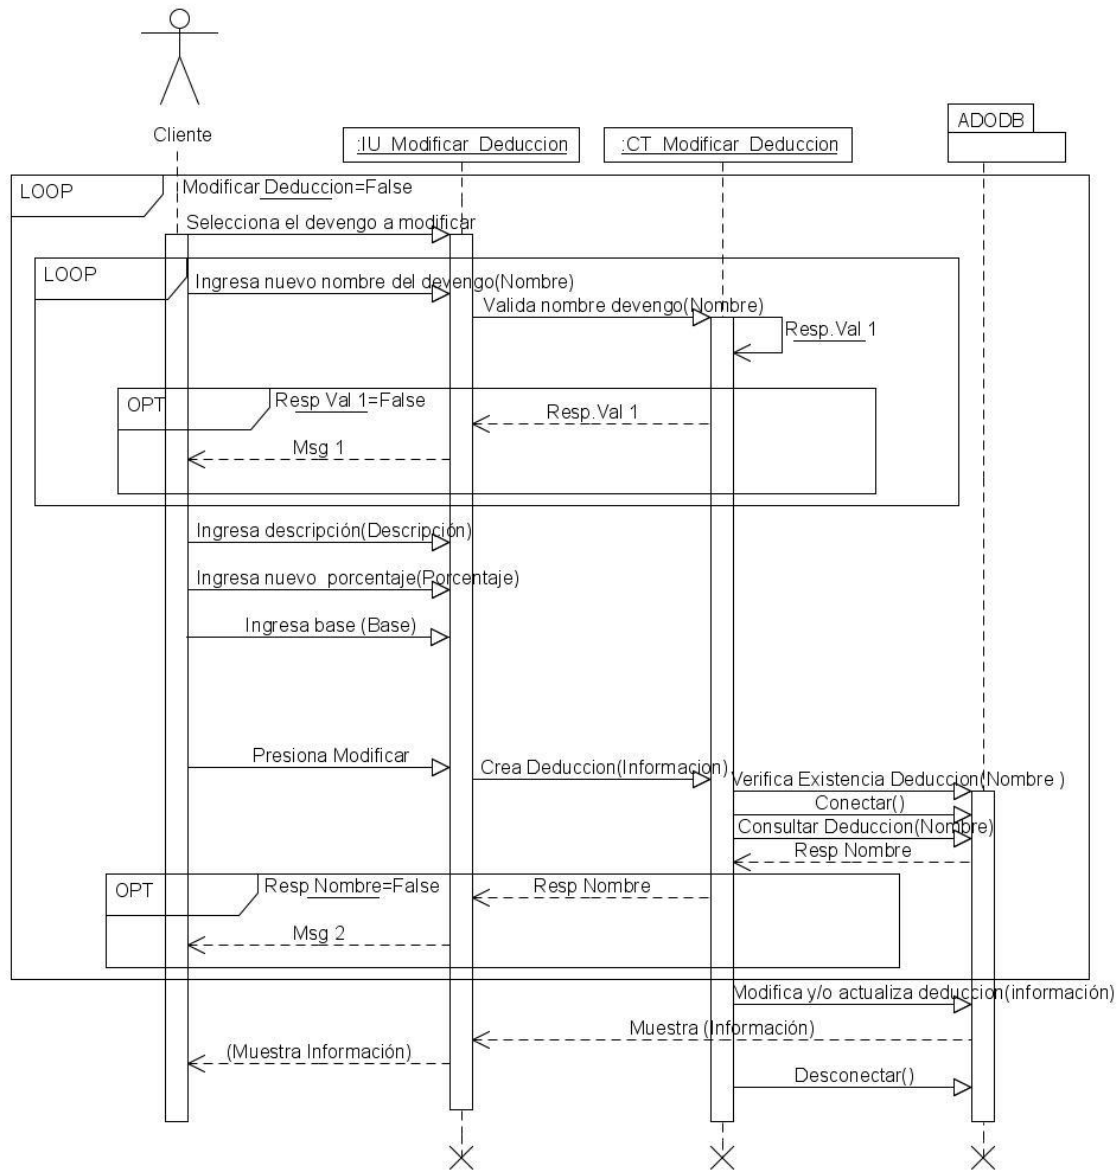 Cliente
:IU_Modificar_Deduccion
:CT_Modificar_Deduccion
ADODB
LOOP
Modificar Deduccion=False
Selecciona el devengo a modificar
LOOP
Ingresa nuevo nombre del devengo(Nombre)
Valida nombre devengo(Nombre)
Resp.Val 1
OPT
Resp Val 1=False
Resp.Val 1
Msg 1
Ingresa descripción(Descripción)
Ingresa nuevo porcentaje(Porcentaje)
Ingresa base (Base)
Presiona Modificar
Crea Deduccion(Informacion)
Verifica Existencia Deduccion(Nombre )
Conectar()
Consultar Deduccion(Nombre)
Resp Nombre
OPT
Resp Nombre=False
Resp Nombre
Msg 2
Modifica y/o actualiza deduccion(información)
Muestra (Información)
(Muestra Información)
Desconectar()